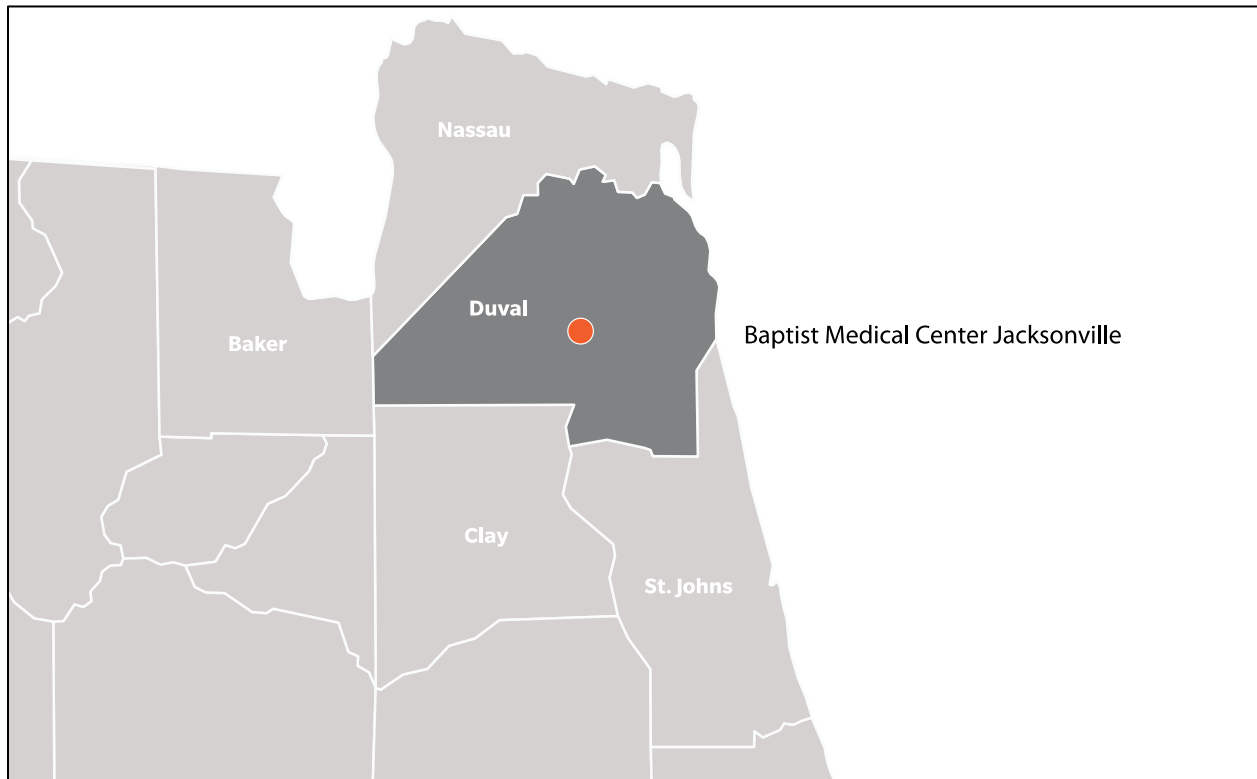 Nassau
Duval
Baptist Medical Center Jacksonville
Baker
Clay
St. Johns